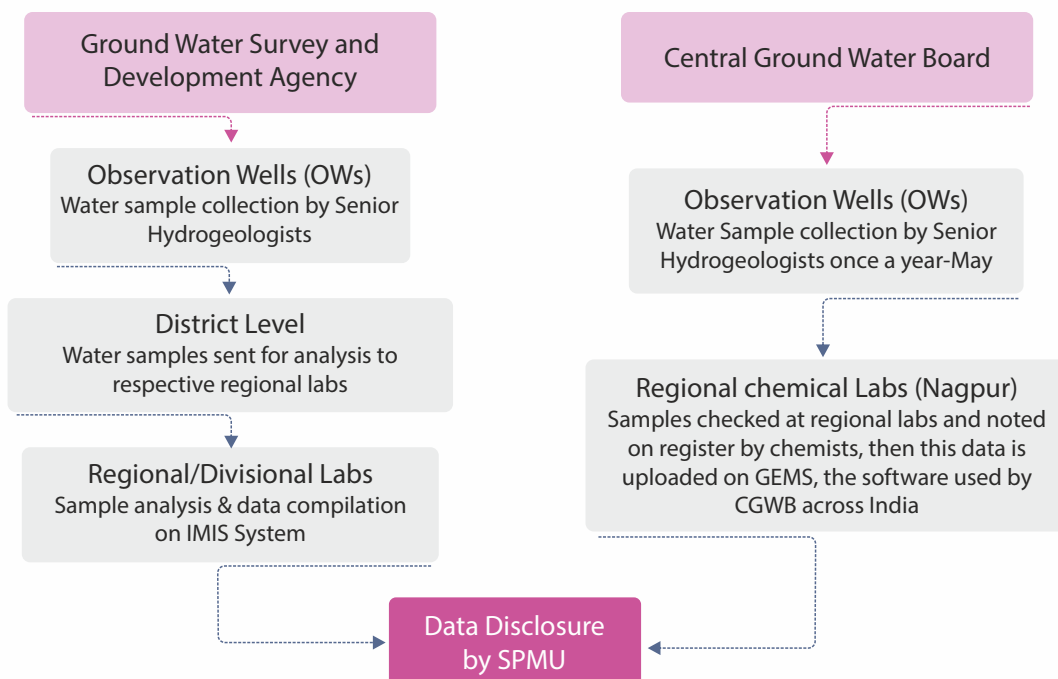 Ground Water Survey and
Development Agency
Observation Wells (OWs)
Water sample collection by Senior
Hydrogeologists
District Level
Water samples sent for analysis to
respective regional labs
Regional/Divisional Labs
Sample analysis & data compilation
on IMIS System
Central Ground Water Board
Observation Wells (OWs)
Water Sample collection by Senior
Hydrogeologists once a year-May
Regional chemical Labs (Nagpur)
Samples checked at regional labs and noted
on register by chemists, then this data is
uploaded on GEMS, the software used by
CGWB across India
Data Disclosure
by SPMU